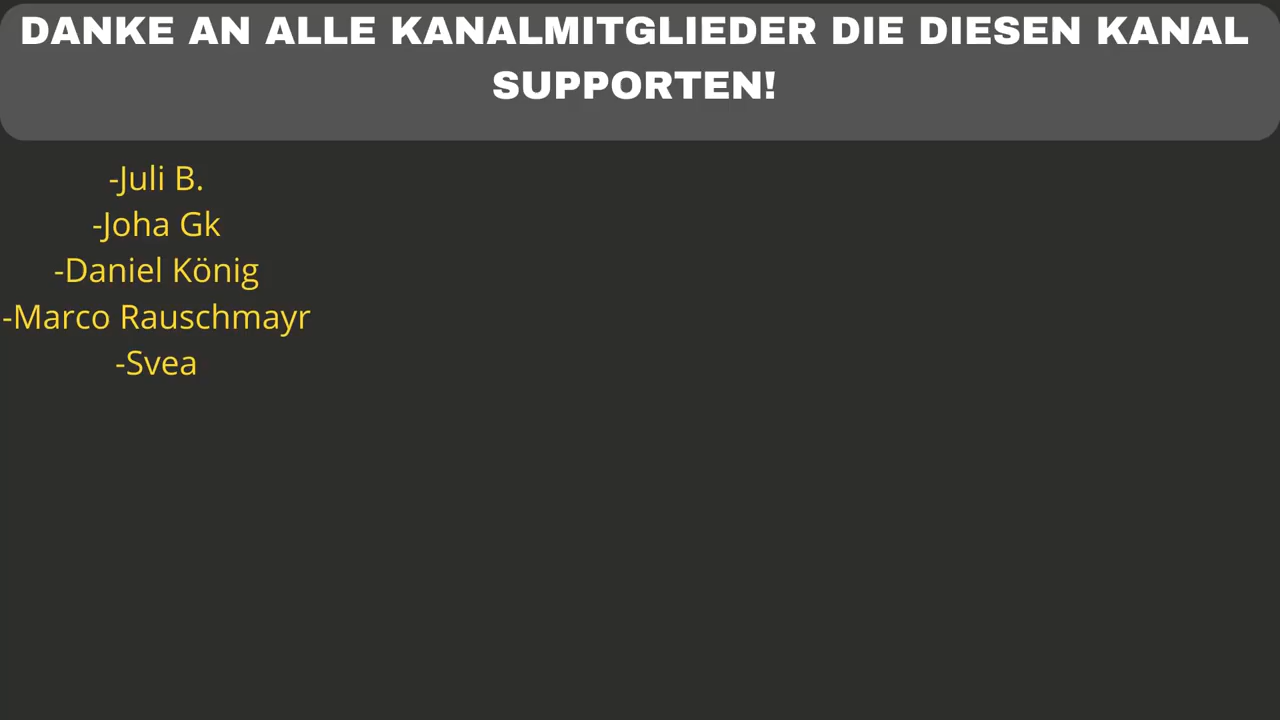 DANKE AN ALLE KANALMITGLIEDER DIE DIESEN KANAL
SUPPORTEN!
-Juli B.
-Joha Gk
-Daniel König
-Marco Rauschmayr
-Svea